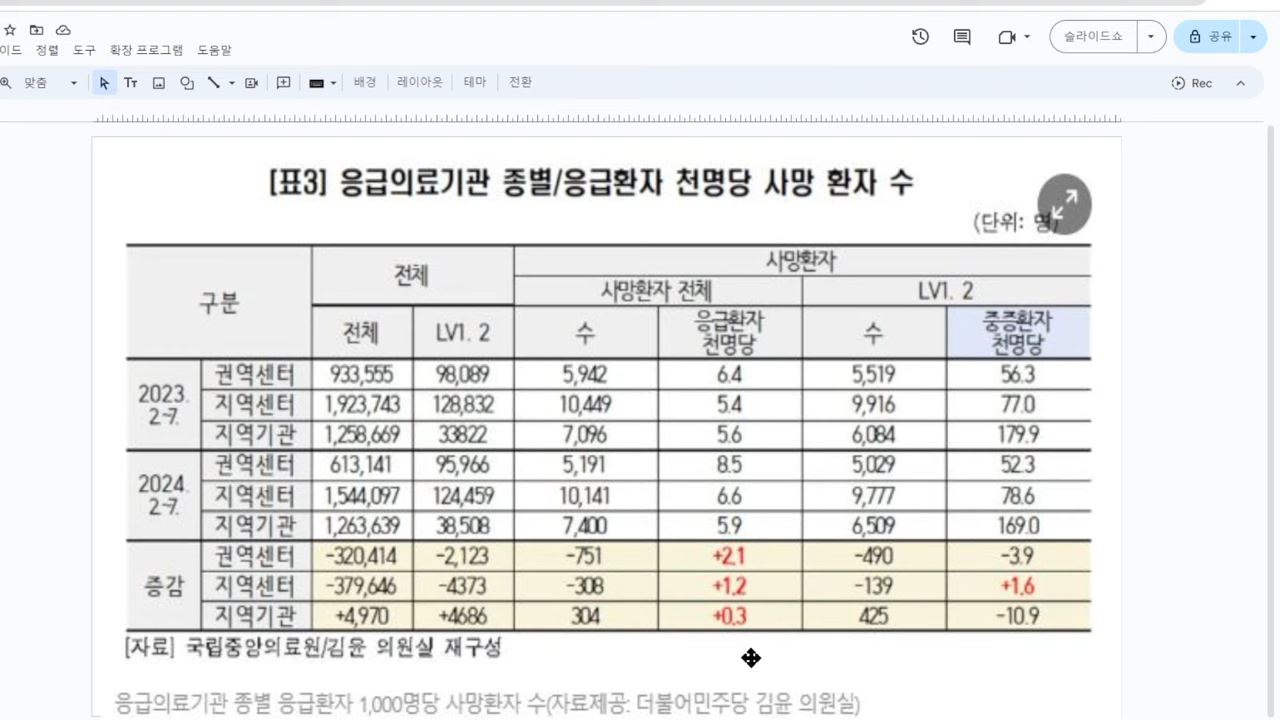 이드 정렬 도구 확장 프로그램 도움말
슬라이드쇼 공유
맞춤 Tт 배경 레이아웃 테마 전환 Rec
[표3] 응급의료기관 종별/응급환자 천명당 사망 환자 수
(단위: 명)
구분 전체 사망환자
사망환자 전체 LV1. 2
전체 LV1. 2 수 응급환자 천명당 수 중증환자 천명당
2023. 2-7. 권역센터 933,555 98,089 5,942 6.4 5,519 56.3
지역센터 1,923,743 128,832 10,449 5.4 9,916 77.0
지역기관 1,258,669 33822 7,096 5.6 6,084 179.9
2024. 2-7. 권역센터 613,141 95,966 5,191 8.5 5,029 52.3
지역센터 1,544,097 124,459 10,141 6.6 9,777 78.6
지역기관 1,263,639 38,508 7,400 5.9 6,509 169.0
증감 권역센터 -320,414 -2,123 -751 +2.1 -490 -3.9
지역센터 -379,646 -4373 -308 +1.2 -139 +1.6
지역기관 +4,970 +4686 304 +0.3 425 -10.9
[자료] 국립중앙의료원/김윤 의원실 재구성
응급의료기관 종별 응급환자 1,000명당 사망환자 수(자료제공: 더불어민주당 김윤 의원실)